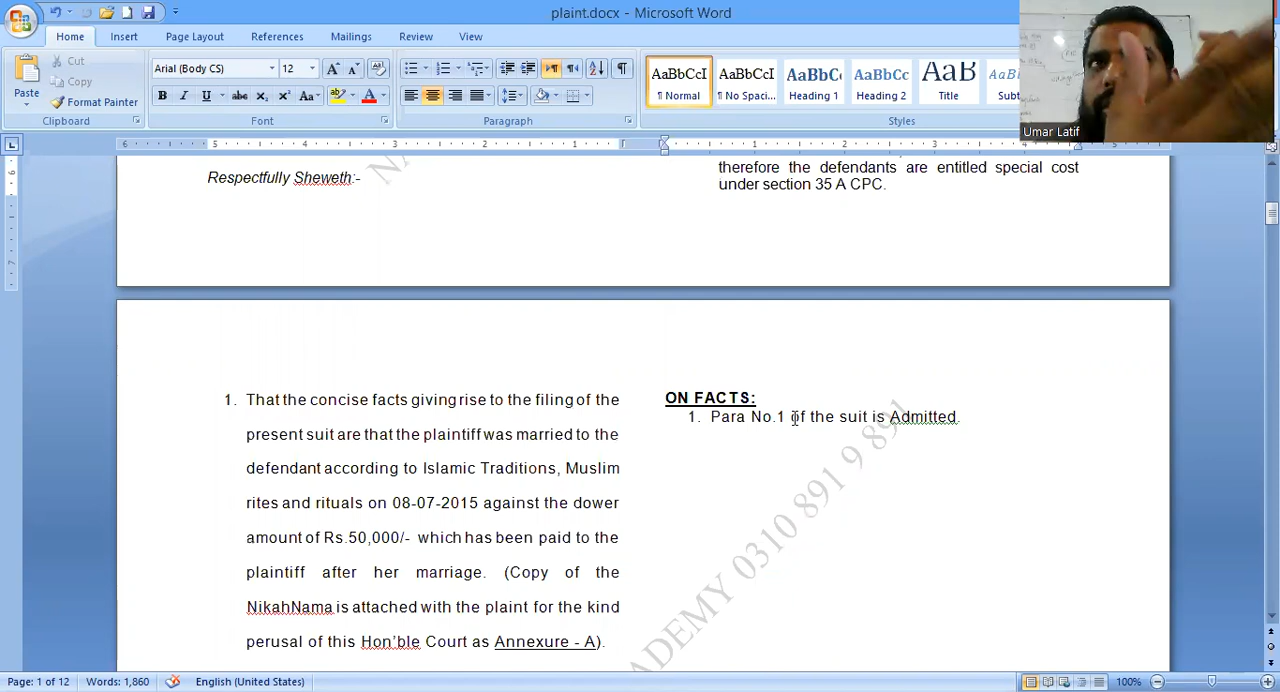 plaint.docx - Microsoft Word
Home Insert Page Layout References Mailings Review View
Paste
Cut
Copy
Format Painter
Clipboard
Arial (Body CS) 12
Font
Paragraph
AaBbCcI AaBbCcI AaBbC AaBbCc AaB AaBbCc
¶ Normal ¶ No Spaci... Heading 1 Heading 2 Title Subt
Styles
Umar Latif
Respectfully Sheweth:-
therefore the defendants are entitled special cost
under section 35 A CPC.
1. That the concise facts giving rise to the filing of the
present suit are that the plaintiff was married to the
defendant according to Islamic Traditions, Muslim
rites and rituals on 08-07-2015 against the dower
amount of Rs.50,000/- which has been paid to the
plaintiff after her marriage. (Copy of the
NikahNama is attached with the plaint for the kind
perusal of this Hon'ble Court as Annexure - A).
ON FACTS:
1. Para No.1 of the suit is Admitted.
ADEMY 0310 891 9 891
Page: 1 of 12 Words: 1,860 English (United States) 100%